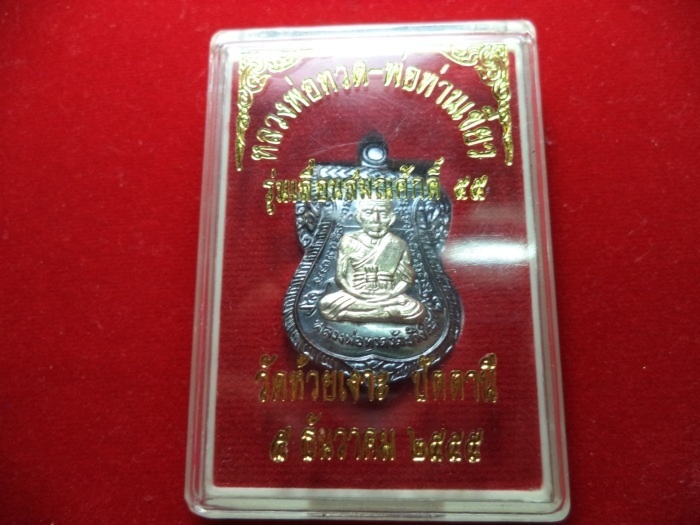 หลวงพ่อทวด-พ่อท่านเขียว
รุ่นเลื่อนสมณศักดิ์ ๕๕
วัดห้วยเงาะ ปัตตานี
๕ ธันวาคม ๒๕๕๕